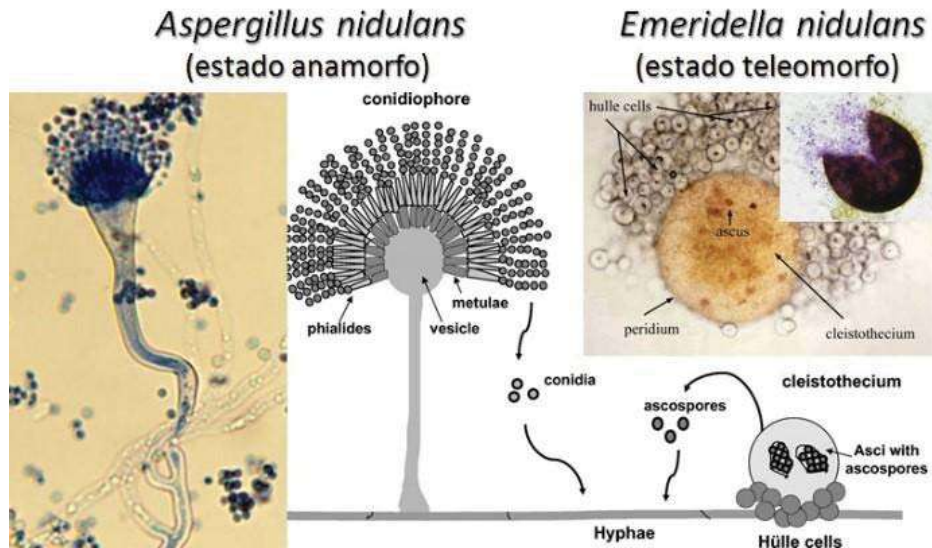 Aspergillus nidulans
(estado anamorfo)
Emeridella nidulans
(estado teleomorfo)
conidiophore
phialides
vesicle
metulae
conidia
hulle cells
ascus
peridium
cleistothecium
cleistothecium
ascospores
Asci with
ascospores
Hyphae
Hülle cells